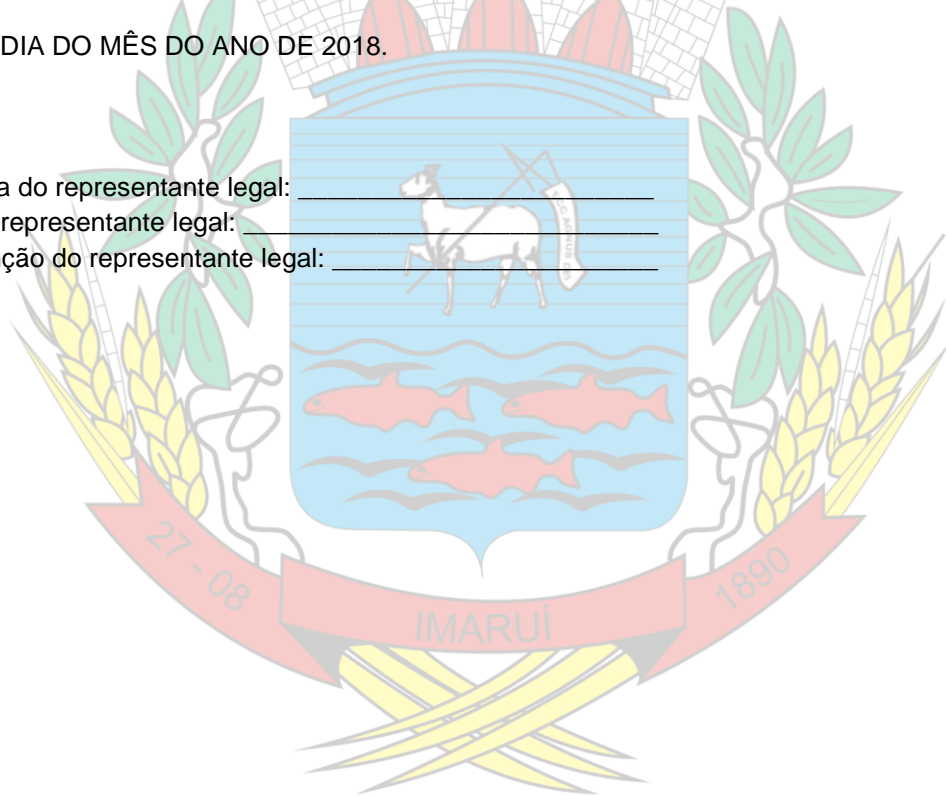 DIA DO MÊS DO ANO DE 2018.
a do representante legal: ________________________
representante legal: ____________________________
nção do representante legal: ______________________
27 - 08
IMARUÍ
1890